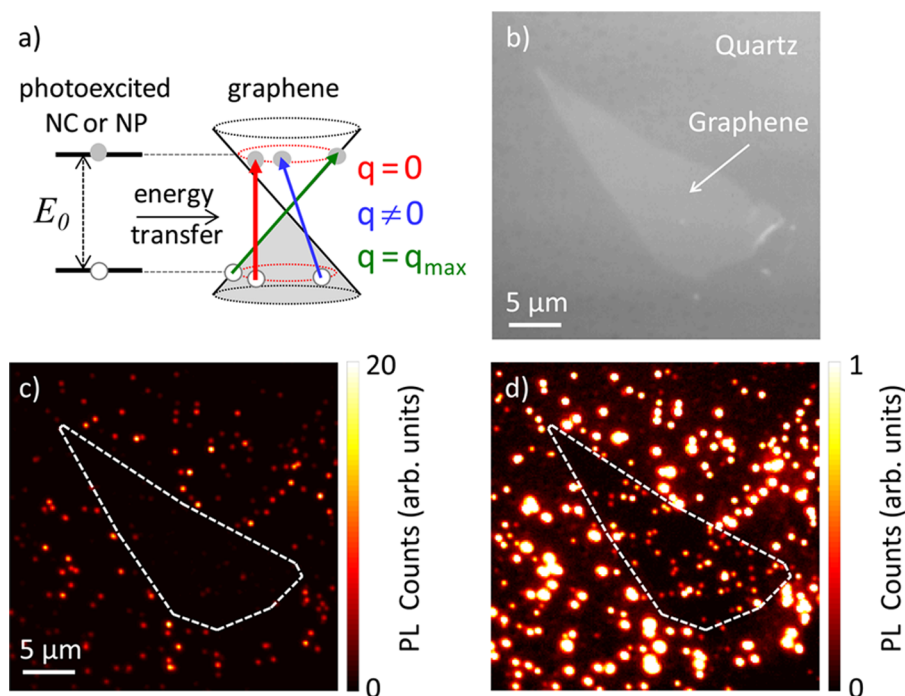 a)
photoexcited
NC or NP
graphene
E0
energy
transfer
q = 0
q ≠ 0
q = qmax
b)
Quartz
Graphene
5 µm
c)
5 µm
20
0
PL Counts (arb. units)
d)
1
0
PL Counts (arb. units)